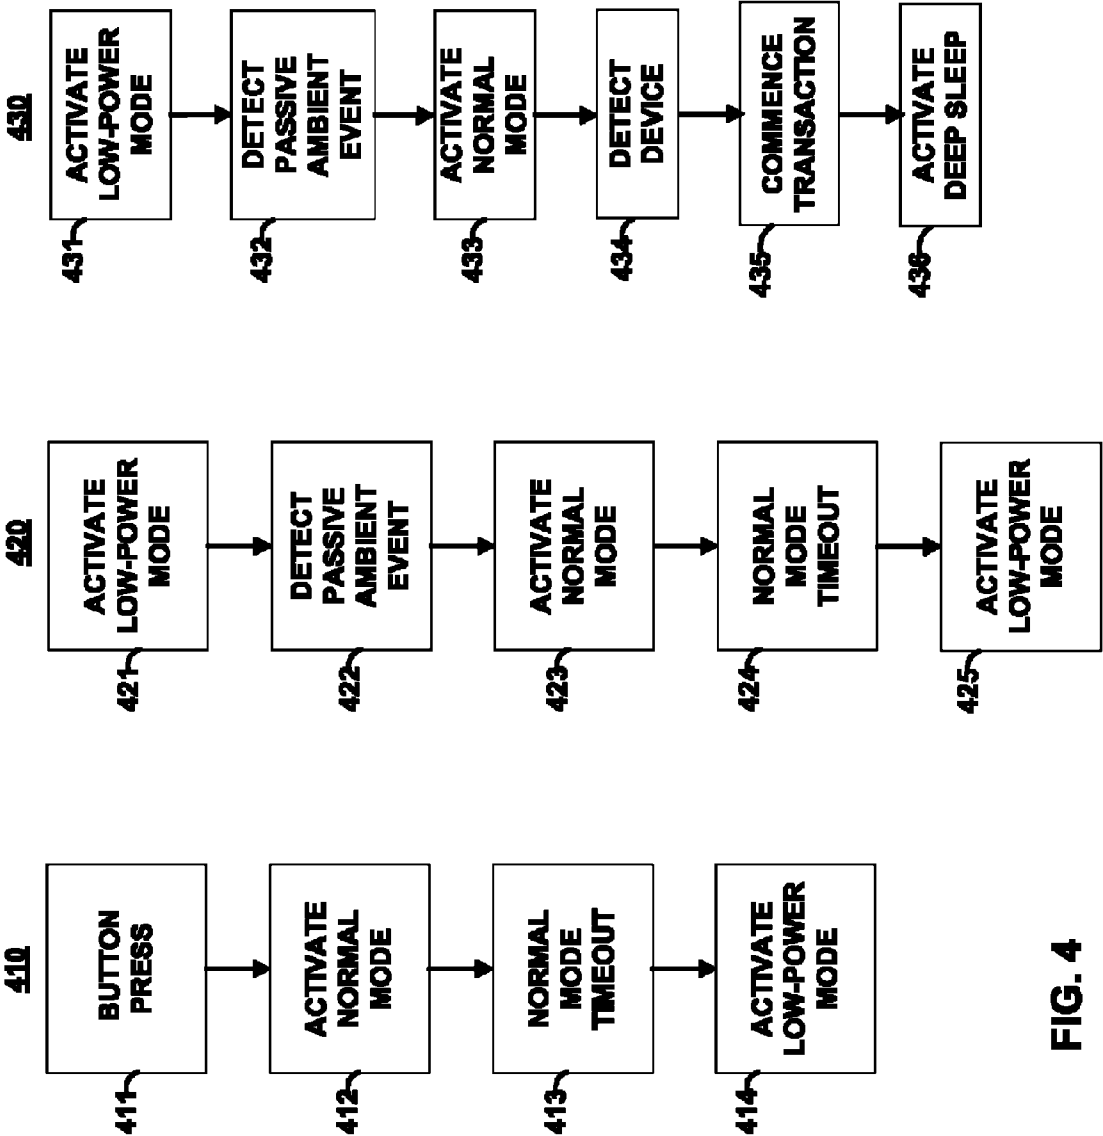 410
BUTTON
PRESS
411
ACTIVATE
NORMAL
MODE
412
NORMAL
MODE
TIMEOUT
413
ACTIVATE
LOW-POWER
MODE
414
420
ACTIVATE
LOW-POWER
MODE
421
DETECT
PASSIVE
AMBIENT
EVENT
422
ACTIVATE
NORMAL
MODE
423
NORMAL
MODE
TIMEOUT
424
ACTIVATE
LOW-POWER
MODE
425
430
ACTIVATE
LOW-POWER
MODE
431
DETECT
PASSIVE
AMBIENT
EVENT
432
ACTIVATE
NORMAL
MODE
433
DETECT
DEVICE
434
COMMENCE
TRANSACTION
435
ACTIVATE
DEEP SLEEP
436
FIG. 4